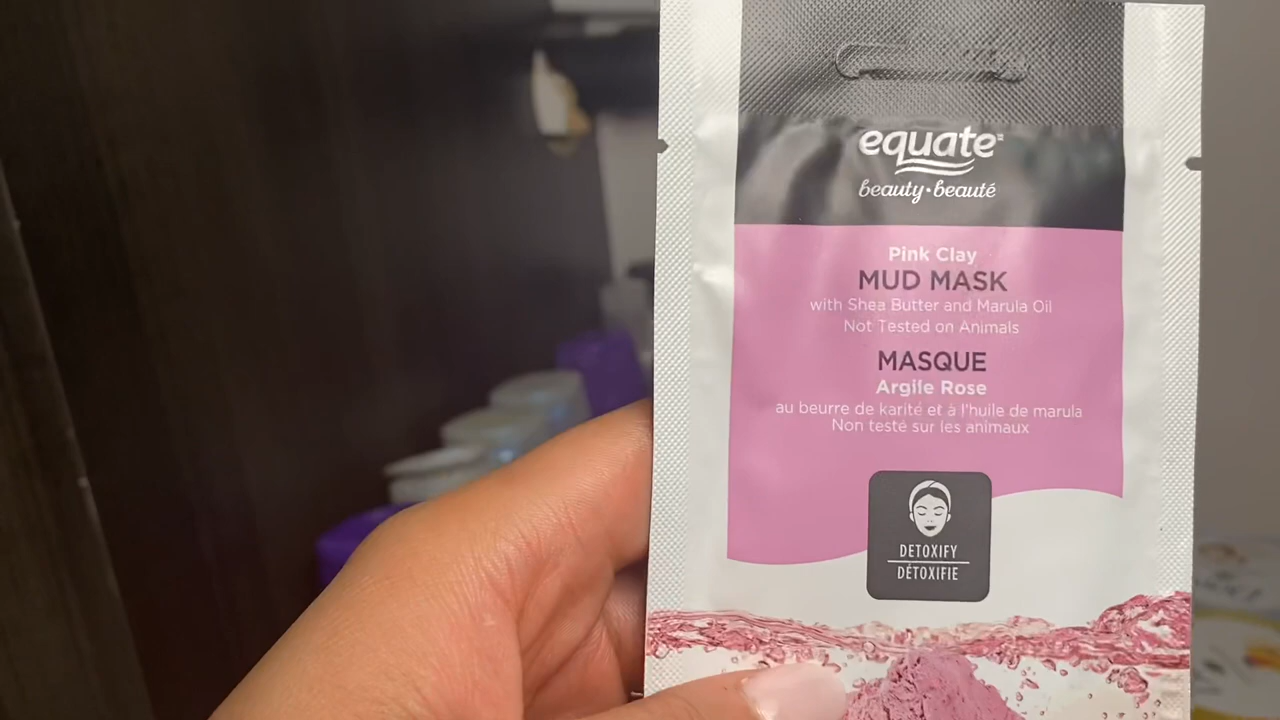 equate
beauty•beauté
Pink Clay
MUD MASK
with Shea Butter and Marula Oil
Not Tested on Animals
MASQUE
Argile Rose
au beurre de karité et à l'huile de marula
Non testé sur les animaux
DETOXIFY
DÉTOXIFIE